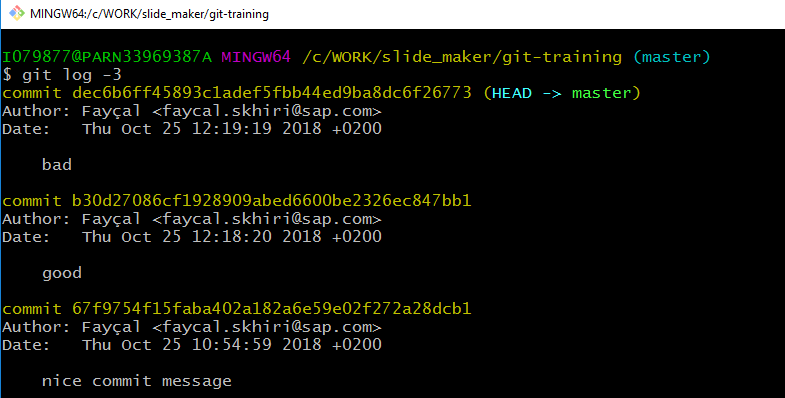 MINGW64:/c/WORK/slide_maker/git-training
I079877@PARN33969387A MINGW64 /c/WORK/slide_maker/git-training (master)
$ git log -3
commit dec6b6ff45893c1adef5fbb44ed9ba8dc6f26773 (HEAD -> master)
Author: Fayçal <faycal.skhiri@sap.com>
Date:   Thu Oct 25 12:19:19 2018 +0200
bad
commit b30d27086cf1928909abed6600be2326ec847bb1
Author: Fayçal <faycal.skhiri@sap.com>
Date:   Thu Oct 25 12:18:20 2018 +0200
good
commit 67f9754f15faba402a182a6e59e02f272a28dcb1
Author: Fayçal <faycal.skhiri@sap.com>
Date:   Thu Oct 25 10:54:59 2018 +0200
nice commit message